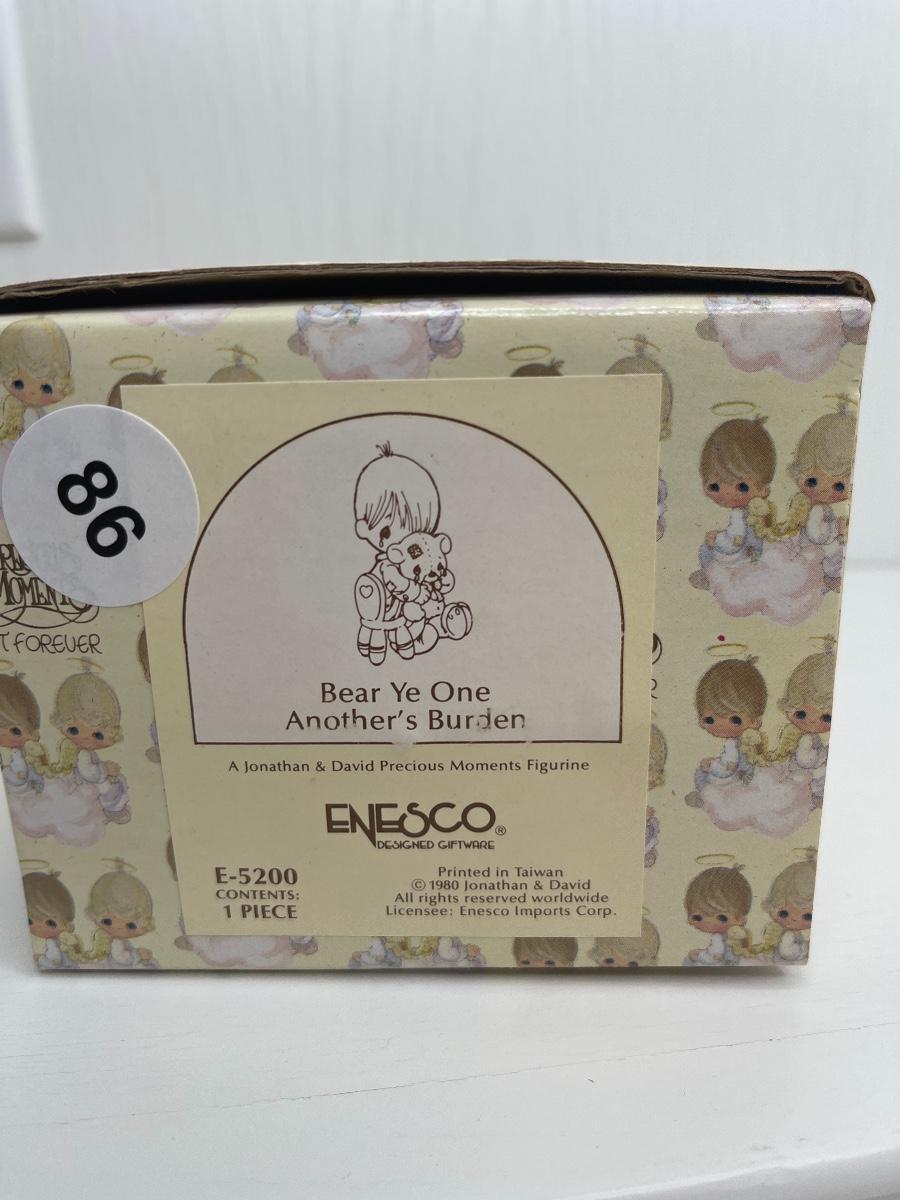 86
MOMENTS
T FOREVER
Bear Ye One
Another's Burden
A Jonathan & David Precious Moments Figurine
ENESCO®
DESIGNED GIFTWARE
E-5200
CONTENTS:
1 PIECE
Printed in Taiwan
© 1980 Jonathan & David
All rights reserved worldwide
Licensee: Enesco Imports Corp.